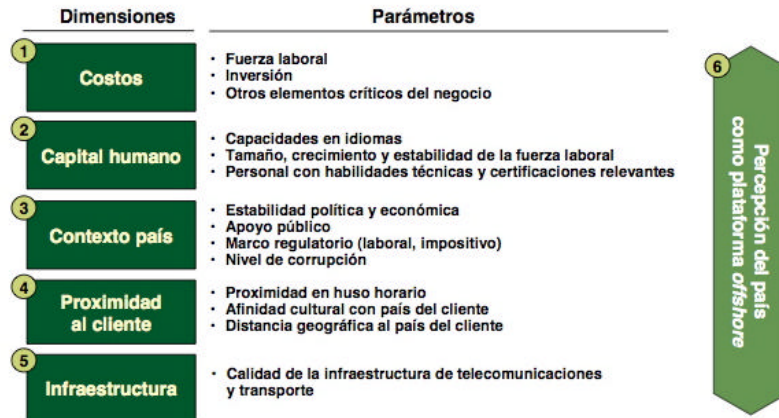 Dimensiones
Parámetros
1
Costos
• Fuerza laboral
• Inversión
• Otros elementos críticos del negocio
2
Capital humano
• Capacidades en idiomas
• Tamaño, crecimiento y estabilidad de la fuerza laboral
• Personal con habilidades técnicas y certificaciones relevantes
3
Contexto país
• Estabilidad política y económica
• Apoyo público
• Marco regulatorio (laboral, impositivo)
• Nivel de corrupción
4
Proximidad
al cliente
• Proximidad en huso horario
• Afinidad cultural con país del cliente
• Distancia geográfica al país del cliente
5
Infraestructura
• Calidad de la infraestructura de telecomunicaciones
y transporte
6
Percepción del país
como plataforma offshore